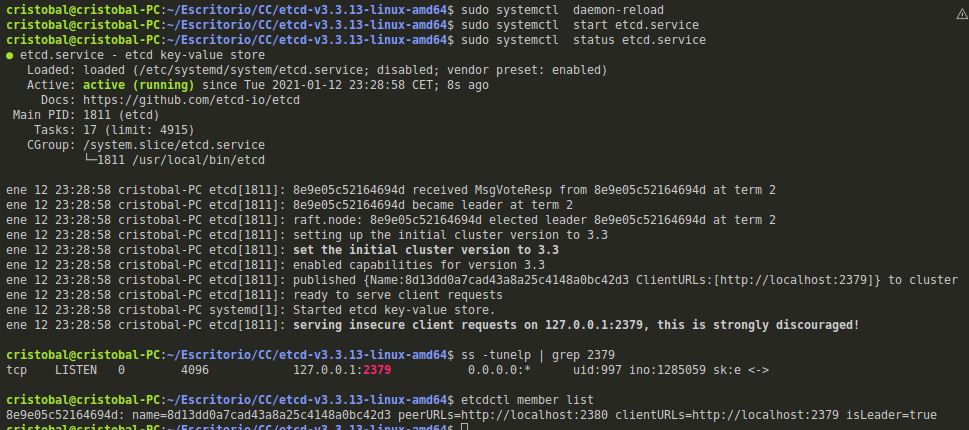 cristobal@cristobal-PC:~/Escritorio/CC/etcd-v3.3.13-linux-amd64$ sudo systemctl  daemon-reload
cristobal@cristobal-PC:~/Escritorio/CC/etcd-v3.3.13-linux-amd64$ sudo systemctl  start etcd.service
cristobal@cristobal-PC:~/Escritorio/CC/etcd-v3.3.13-linux-amd64$ sudo systemctl  status etcd.service
● etcd.service - etcd key-value store
   Loaded: loaded (/etc/systemd/system/etcd.service; disabled; vendor preset: enabled)
   Active: active (running) since Tue 2021-01-12 23:28:58 CET; 8s ago
     Docs: https://github.com/etcd-io/etcd
 Main PID: 1811 (etcd)
    Tasks: 17 (limit: 4915)
   CGroup: /system.slice/etcd.service
           └─1811 /usr/local/bin/etcd
ene 12 23:28:58 cristobal-PC etcd[1811]: 8e9e05c52164694d received MsgVoteResp from 8e9e05c52164694d at term 2
ene 12 23:28:58 cristobal-PC etcd[1811]: 8e9e05c52164694d became leader at term 2
ene 12 23:28:58 cristobal-PC etcd[1811]: raft.node: 8e9e05c52164694d elected leader 8e9e05c52164694d at term 2
ene 12 23:28:58 cristobal-PC etcd[1811]: setting up the initial cluster version to 3.3
ene 12 23:28:58 cristobal-PC etcd[1811]: set the initial cluster version to 3.3
ene 12 23:28:58 cristobal-PC etcd[1811]: enabled capabilities for version 3.3
ene 12 23:28:58 cristobal-PC etcd[1811]: published {Name:8d13dd0a7cad43a8a25c4148a0bc42d3 ClientURLs:[http://localhost:2379]} to cluster
ene 12 23:28:58 cristobal-PC etcd[1811]: ready to serve client requests
ene 12 23:28:58 cristobal-PC systemd[1]: Started etcd key-value store.
ene 12 23:28:58 cristobal-PC etcd[1811]: serving insecure client requests on 127.0.0.1:2379, this is strongly discouraged!
cristobal@cristobal-PC:~/Escritorio/CC/etcd-v3.3.13-linux-amd64$ ss -tunelp | grep 2379
tcp    LISTEN   0        4096            127.0.0.1:2379           0.0.0.0:*      uid:997 ino:1285059 sk:e <->
cristobal@cristobal-PC:~/Escritorio/CC/etcd-v3.3.13-linux-amd64$ etcdctl member list
8e9e05c52164694d: name=8d13dd0a7cad43a8a25c4148a0bc42d3 peerURLs=http://localhost:2380 clientURLs=http://localhost:2379 isLeader=true
cristobal@cristobal-PC:~/Escritorio/CC/etcd-v3.3.13-linux-amd64$